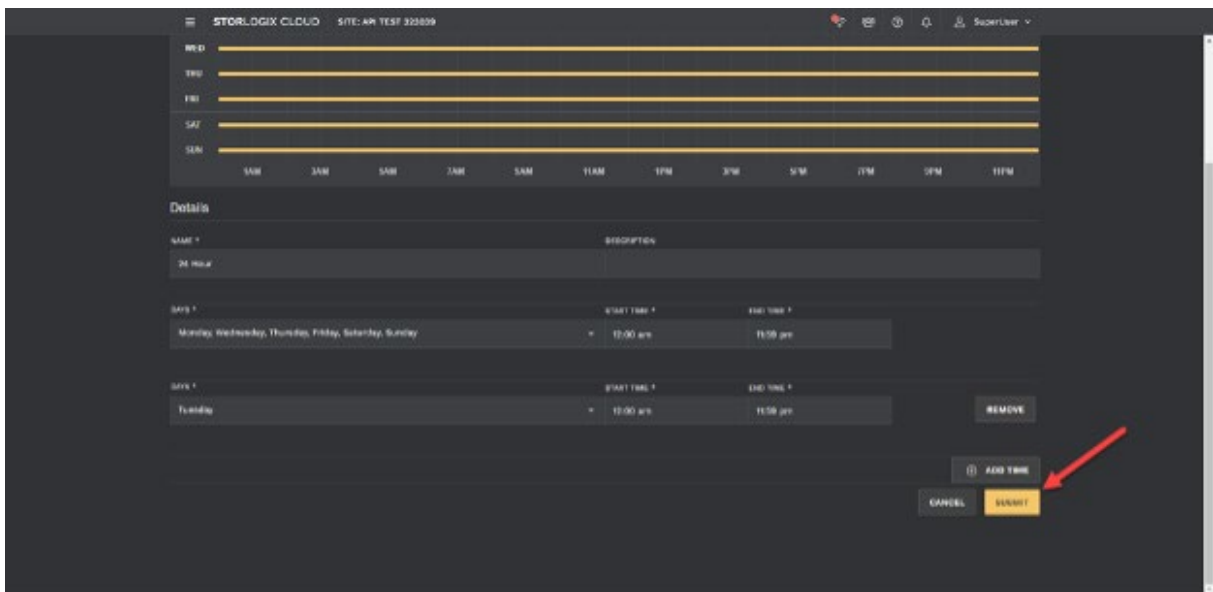 STORLOGIX CLOUD SITE: API TEST 323039 SuperUser
WED
THU
FRI
SAT
SUN
1AM 3AM 5AM 7AM 9AM 11AM 1PM 3PM 5PM 7PM 9PM 11PM
Details
NAME * DESCRIPTION
24 Hour
DAYS * START TIME * END TIME *
Monday, Wednesday, Thursday, Friday, Saturday, Sunday 12:00 am 11:59 pm
DAYS * START TIME * END TIME *
Tuesday 12:00 am 11:59 pm REMOVE
ADD TIME
CANCEL SUBMIT